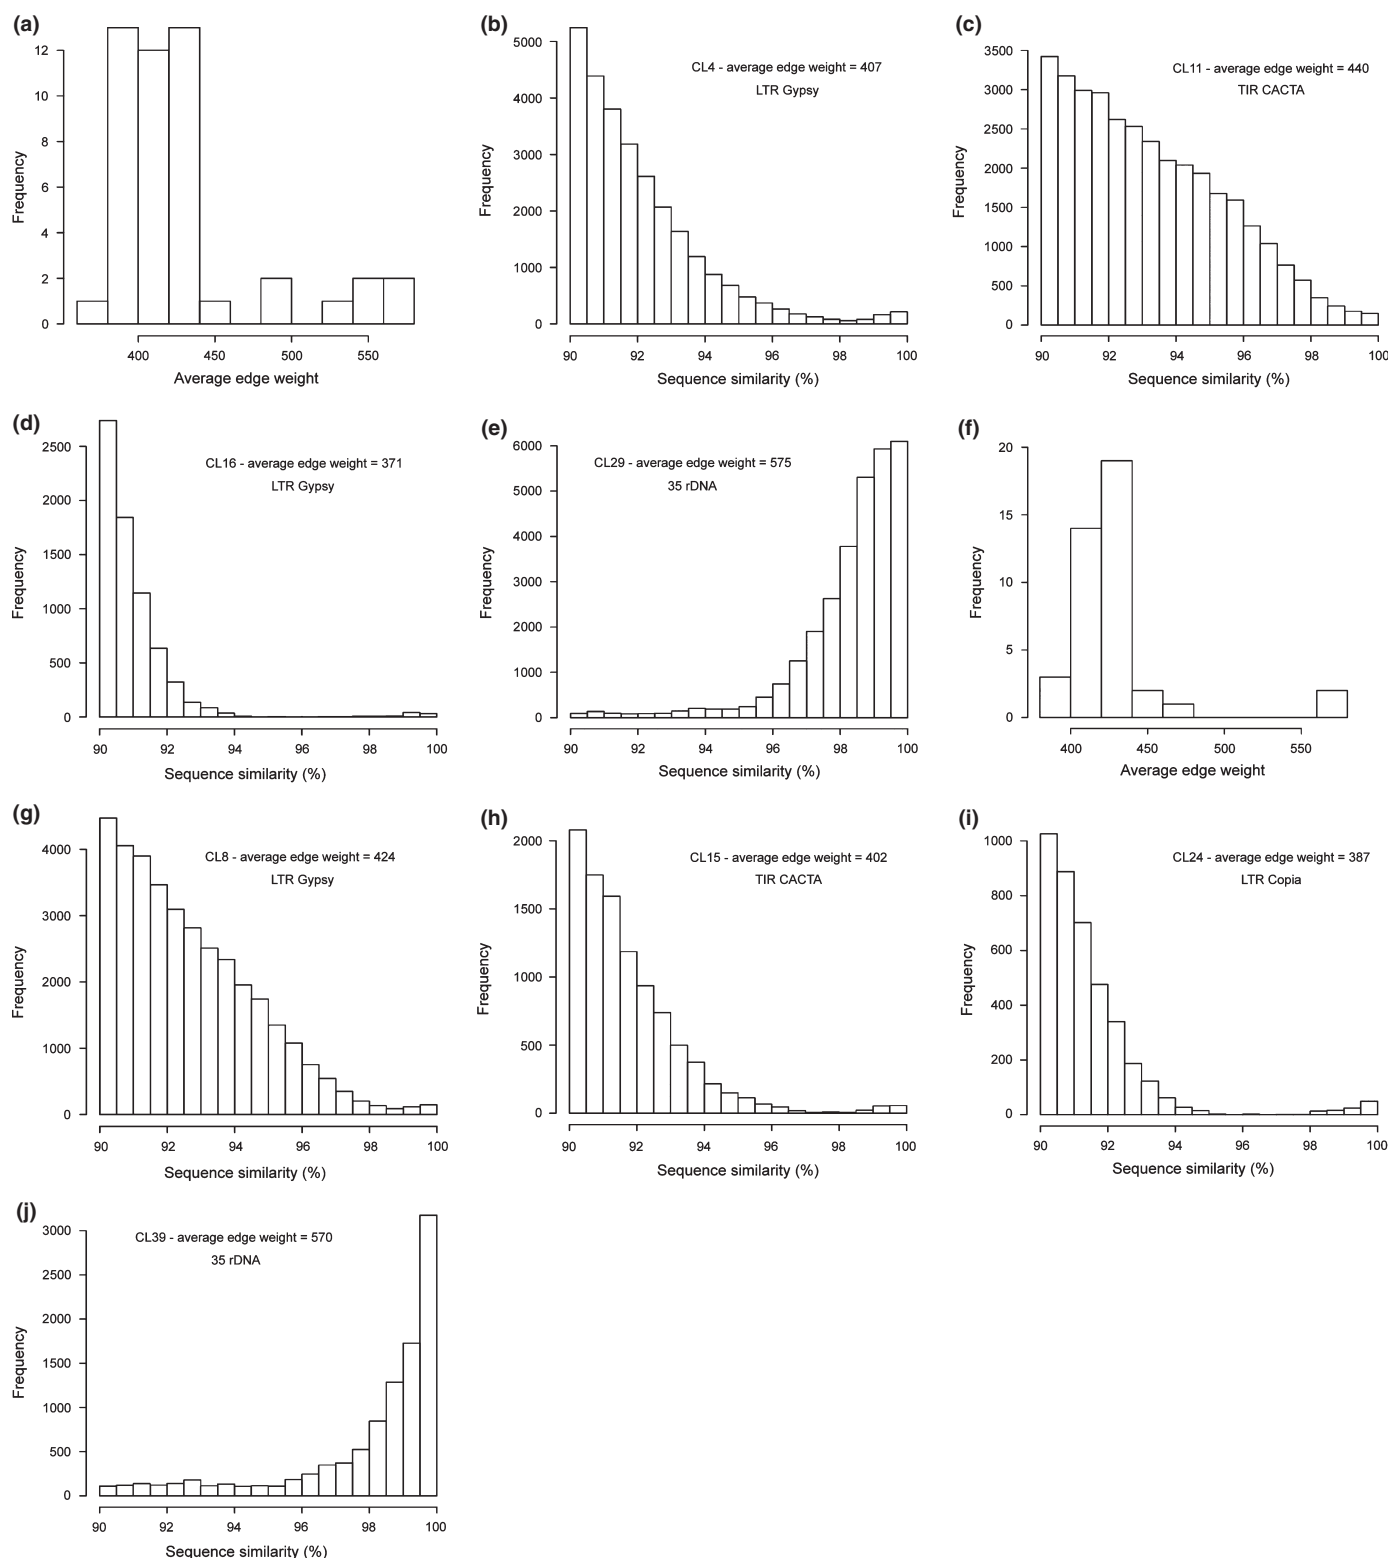 (a)
12
10
8
6
4
2
0
Frequency
400 450 500 550
Average edge weight
(b)
5000
4000
3000
2000
1000
0
Frequency
CL4 - average edge weight = 407
LTR Gypsy
90 92 94 96 98 100
Sequence similarity (%)
(c)
3500
3000
2500
2000
1500
1000
500
0
Frequency
CL11 - average edge weight = 440
TIR CACTA
90 92 94 96 98 100
Sequence similarity (%)
(d)
2500
2000
1500
1000
500
0
Frequency
CL16 - average edge weight = 371
LTR Gypsy
90 92 94 96 98 100
Sequence similarity (%)
(e)
6000
5000
4000
3000
2000
1000
0
Frequency
CL29 - average edge weight = 575
35 rDNA
90 92 94 96 98 100
Sequence similarity (%)
(f)
20
15
10
5
0
Frequency
400 450 500 550
Average edge weight
(g)
4000
3000
2000
1000
0
Frequency
CL8 - average edge weight = 424
LTR Gypsy
90 92 94 96 98 100
Sequence similarity (%)
(h)
2000
1500
1000
500
0
Frequency
CL15 - average edge weight = 402
TIR CACTA
90 92 94 96 98 100
Sequence similarity (%)
(i)
1000
800
600
400
200
0
Frequency
CL24 - average edge weight = 387
LTR Copia
90 92 94 96 98 100
Sequence similarity (%)
(j)
3000
2500
2000
1500
1000
500
0
Frequency
CL39 - average edge weight = 570
35 rDNA
90 92 94 96 98 100
Sequence similarity (%)